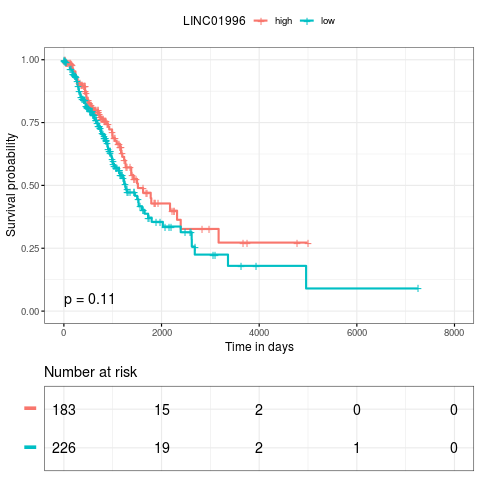 LINC01996 high low
1.00
0.75
0.50
0.25
0.00
Survival probability
p = 0.11
0 2000 4000 6000 8000
Time in days
Number at risk
183 15 2 0 0
226 19 2 1 0